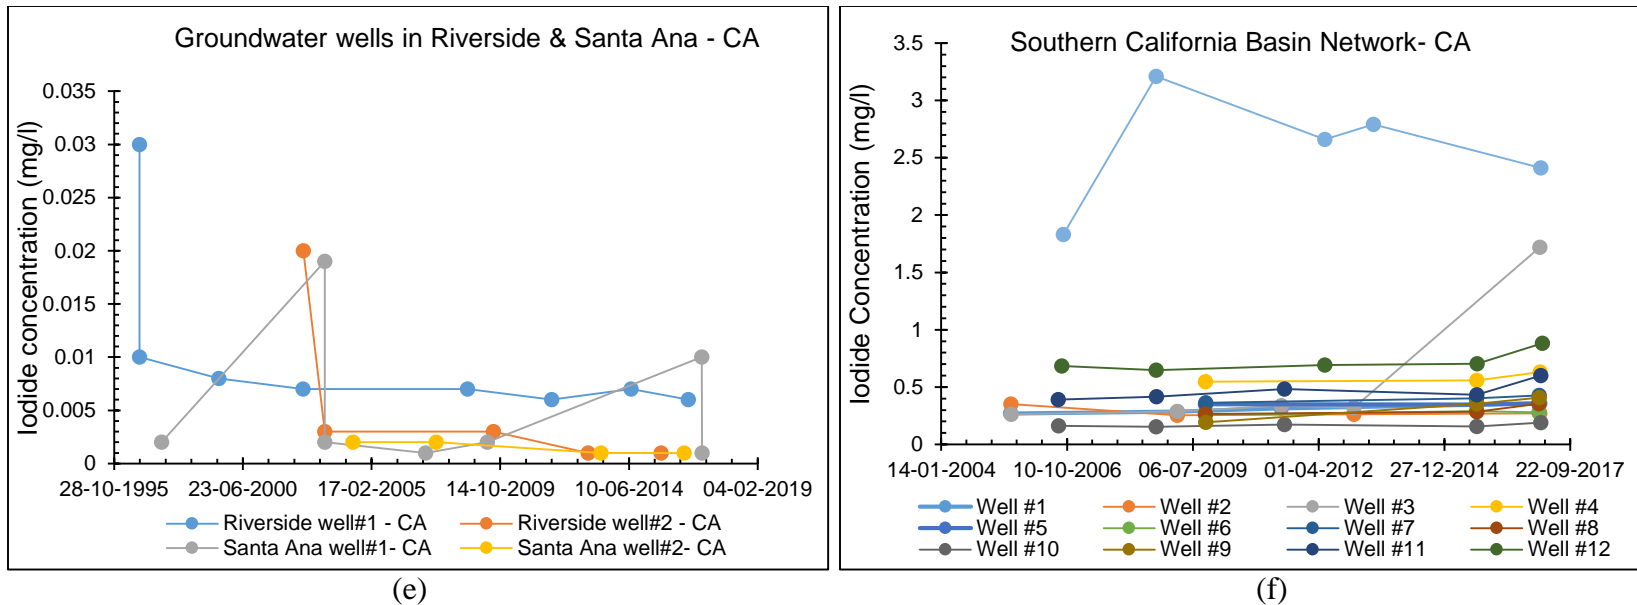 Groundwater wells in Riverside & Santa Ana - CA
Iodide concentration (mg/l)
0.035
0.03
0.025
0.02
0.015
0.01
0.005
0
28-10-1995 23-06-2000 17-02-2005 14-10-2009 10-06-2014 04-02-2019
Riverside well#1 - CA Riverside well#2 - CA
Santa Ana well#1- CA Santa Ana well#2- CA
(e)
Southern California Basin Network- CA
Iodide Concentration (mg/l)
3.5
3
2.5
2
1.5
1
0.5
0
14-01-2004 10-10-2006 06-07-2009 01-04-2012 27-12-2014 22-09-2017
Well #1 Well #2 Well #3 Well #4
Well #5 Well #6 Well #7 Well #8
Well #10 Well #9 Well #11 Well #12
(f)